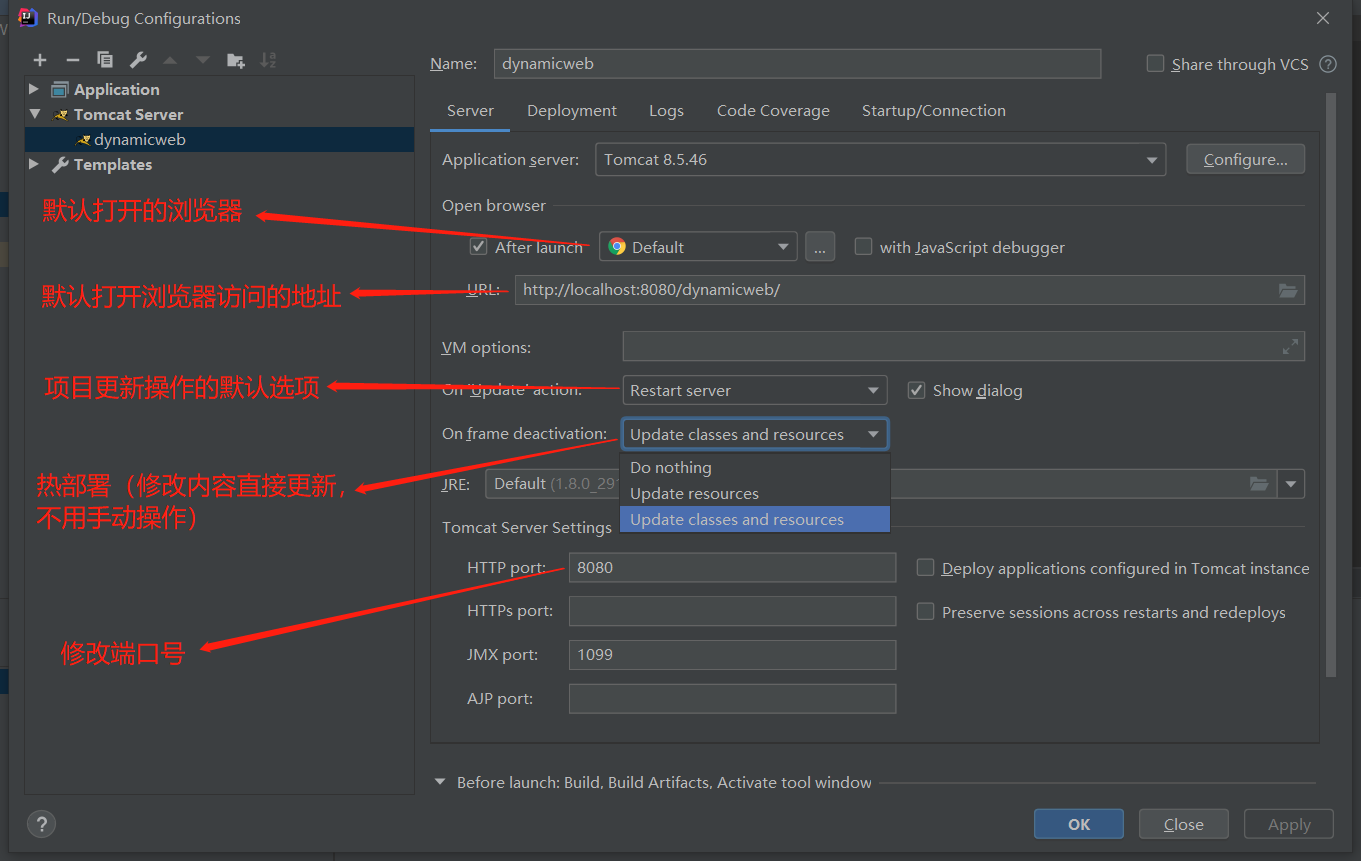 Run/Debug Configurations
Name: dynamicweb
Share through VCS
Application
Tomcat Server
dynamicweb
Templates
Server Deployment Logs Code Coverage Startup/Connection
Application server: Tomcat 8.5.46 Configure...
Open browser
After launch Default ... with JavaScript debugger
URL: http://localhost:8080/dynamicweb/
VM options:
On 'Update' action: Restart server Show dialog
On frame deactivation: Update classes and resources
Do nothing
Update resources
Update classes and resources
JRE: Default (1.8.0_291
Tomcat Server Settings
HTTP port: 8080 Deploy applications configured in Tomcat instance
HTTPs port: Preserve sessions across restarts and redeploys
JMX port: 1099
AJP port:
Before launch: Build, Build Artifacts, Activate tool window
? OK Close Apply
默认打开的浏览器
默认打开浏览器访问的地址
项目更新操作的默认选项
热部署（修改内容直接更新，
不用手动操作）
修改端口号